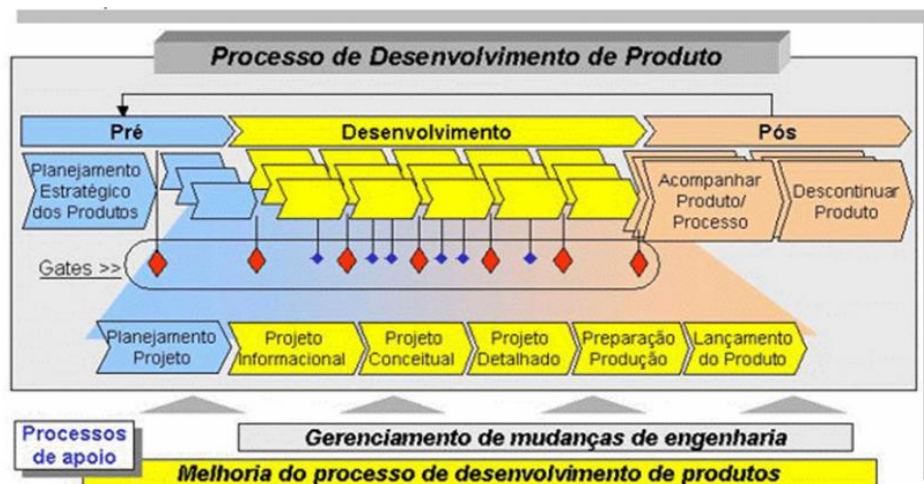 Processo de Desenvolvimento de Produto
Pré
Desenvolvimento
Pós
Planejamento
Estratégico
dos Produtos
Acompanhar
Produto/
Processo
Descontinuar
Produto
Gates >>
Planejamento
Projeto
Projeto
Informacional
Projeto
Conceitual
Projeto
Detalhado
Preparação
Produção
Lançamento
do Produto
Processos
de apoio
Gerenciamento de mudanças de engenharia
Melhoria do processo de desenvolvimento de produtos